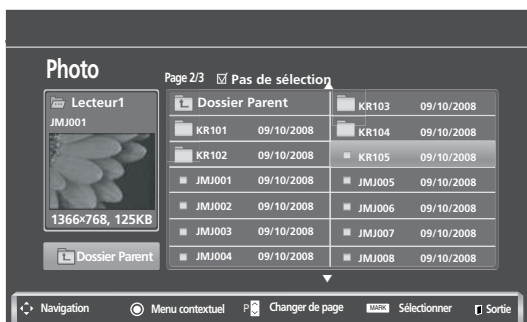 Photo
Page 2/3 ☑ Pas de sélection
Lecteur1
JMJ001
1366×768, 125KB
Dossier Parent
Dossier Parent
KR101 09/10/2008
KR102 09/10/2008
JMJ001 09/10/2008
JMJ002 09/10/2008
JMJ003 09/10/2008
JMJ004 09/10/2008
KR103 09/10/2008
KR104 09/10/2008
KR105 09/10/2008
JMJ005 09/10/2008
JMJ006 09/10/2008
JMJ007 09/10/2008
JMJ008 09/10/2008
Navigation Menu contextuel P Changer de page MARK Sélectionner Sortie